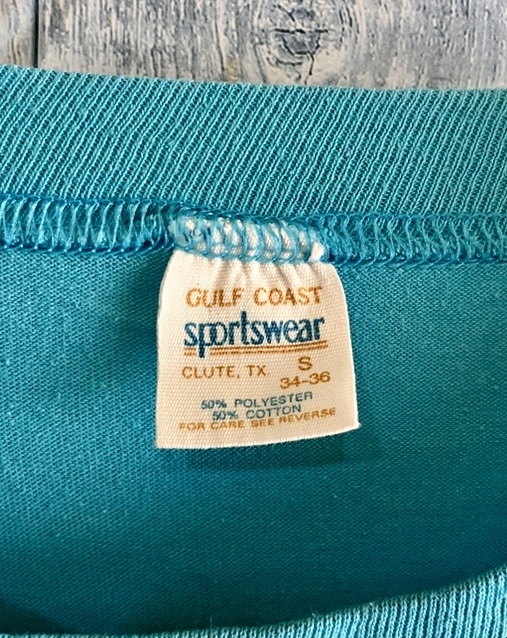 GULF COAST
sportswear
CLUTE, TX. S
34-36
50% POLYESTER
50% COTTON
FOR CARE SEE REVERSE